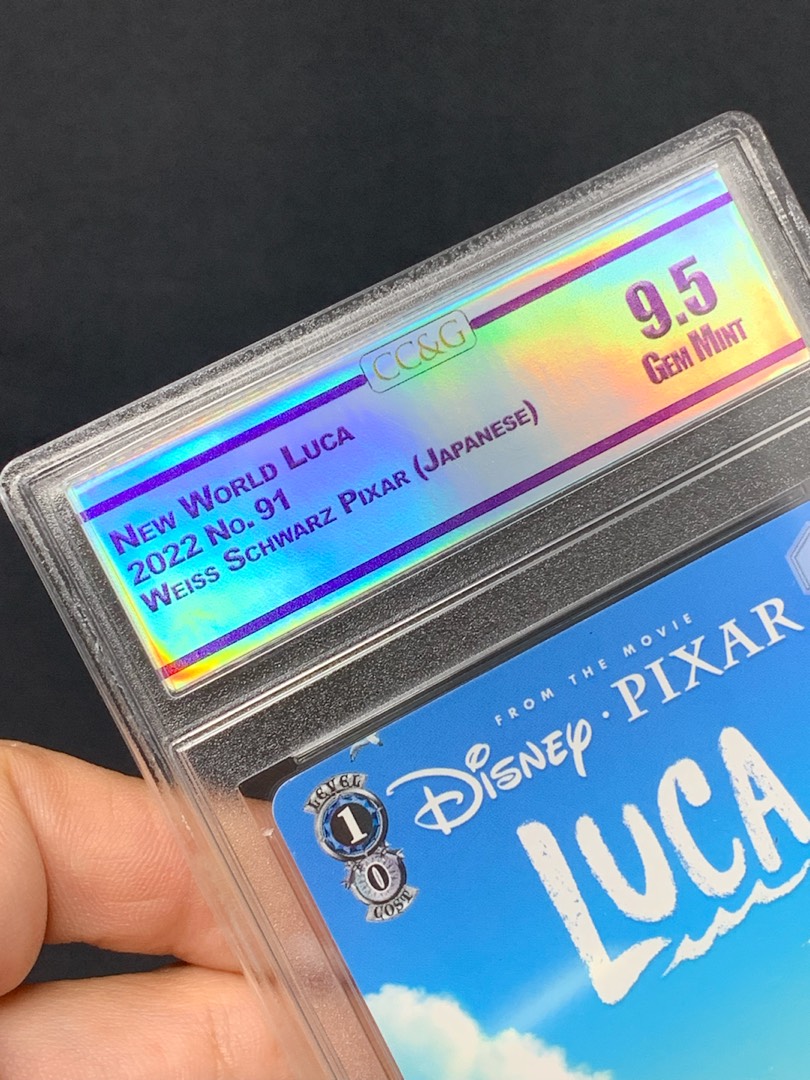 CC&G
9.5
GEM MINT
NEW WORLD LUCA
2022 NO. 91
WEISS SCHWARZ PIXAR (JAPANESE)
FROM THE MOVIE
DISNEY · PIXAR
LUCA
LEVEL
1
0
COST